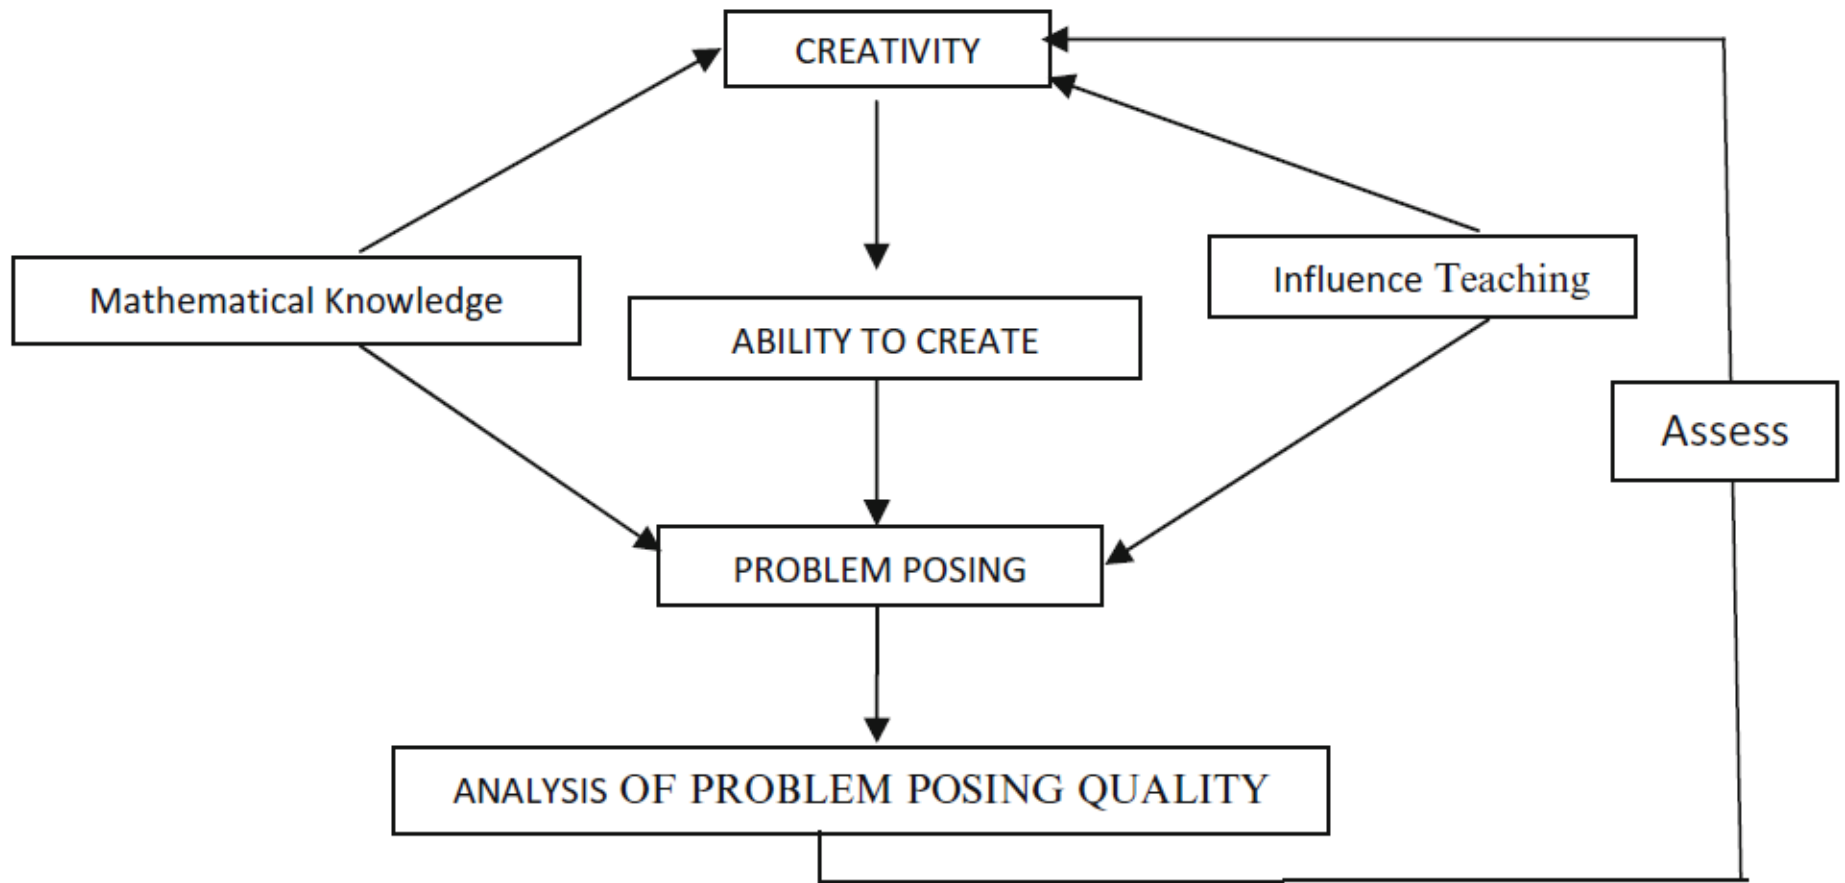 CREATIVITY
Mathematical Knowledge
Influence Teaching
ABILITY TO CREATE
Assess
PROBLEM POSING
ANALYSIS OF PROBLEM POSING QUALITY